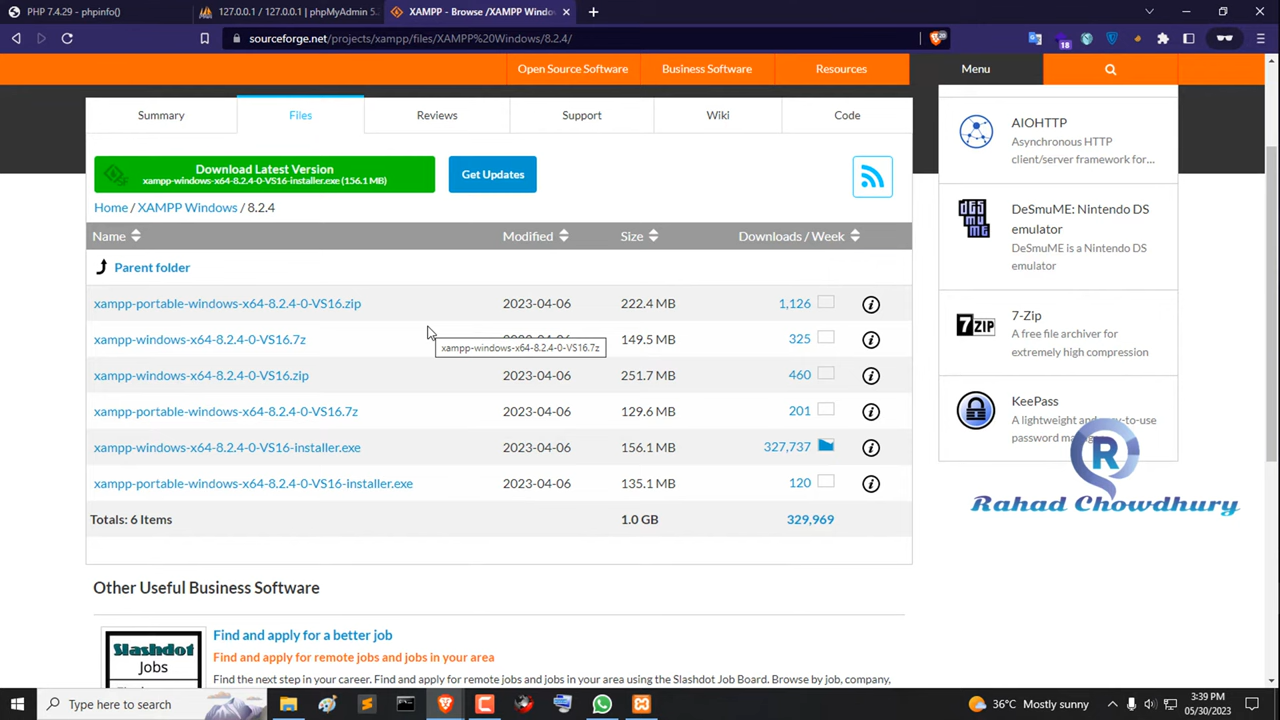 PHP 7.4.29 - phpinfo()
127.0.0.1 / 127.0.0.1 | phpMyAdmin 5.
XAMPP - Browse /XAMPP Windo
sourceforge.net/projects/xampp/files/XAMPP%20Windows/8.2.4/
20
18
Open Source Software
Business Software
Resources
Menu
Summary
Files
Reviews
Support
Wiki
Code
Download Latest Version
xampp-windows-x64-8.2.4-0-VS16-installer.exe (156.1 MB)
Get Updates
Home / XAMPP Windows / 8.2.4
Name Modified Size Downloads / Week
Parent folder
xampp-portable-windows-x64-8.2.4-0-VS16.zip 2023-04-06 222.4 MB 1,126
xampp-windows-x64-8.2.4-0-VS16.7z 149.5 MB 325
xampp-windows-x64-8.2.4-0-VS16.7z
xampp-windows-x64-8.2.4-0-VS16.zip 2023-04-06 251.7 MB 460
xampp-portable-windows-x64-8.2.4-0-VS16.7z 2023-04-06 129.6 MB 201
xampp-windows-x64-8.2.4-0-VS16-installer.exe 2023-04-06 156.1 MB 327,737
xampp-portable-windows-x64-8.2.4-0-VS16-installer.exe 2023-04-06 135.1 MB 120
Totals: 6 Items 1.0 GB 329,969
AIOHTTP
Asynchronous HTTP
client/server framework for...
DeSmuME: Nintendo DS
emulator
DeSmuME is a Nintendo DS
emulator
7ZIP
7-Zip
A free file archiver for
extremely high compression
KeePass
A lightweight and easy-to-use
password
R
Rahad Chowdhury
Other Useful Business Software
Slashdot
Jobs
Find and apply for a better job
Find and apply for remote jobs and jobs in your area
Find the next step in your career. Find and apply for remote jobs and jobs in your area using the Slashdot Job Board. Browse by job, company,
Type here to search
36°C Mostly sunny
3:39 PM
05/30/2023